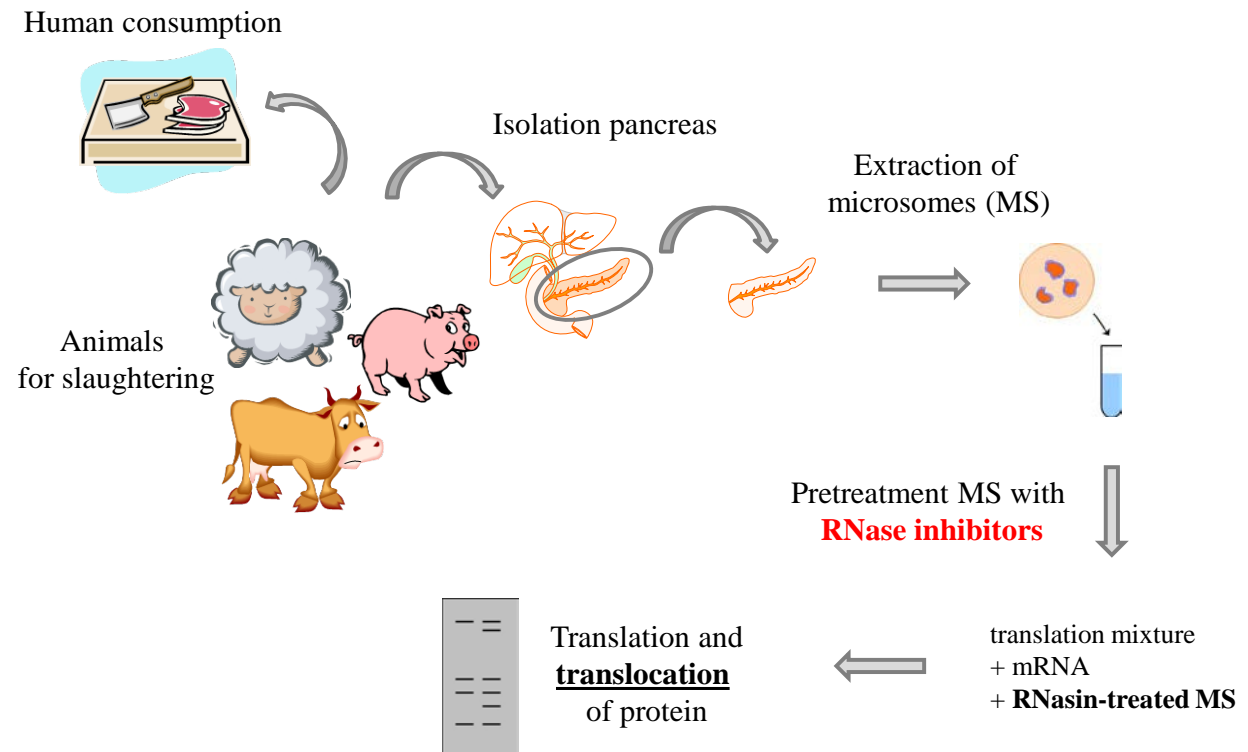 Human consumption
Isolation pancreas
Extraction of
microsomes (MS)
Animals
for slaughtering
Pretreatment MS with
RNase inhibitors
Translation and
translocation
of protein
translation mixture
+ mRNA
+ RNasin-treated MS